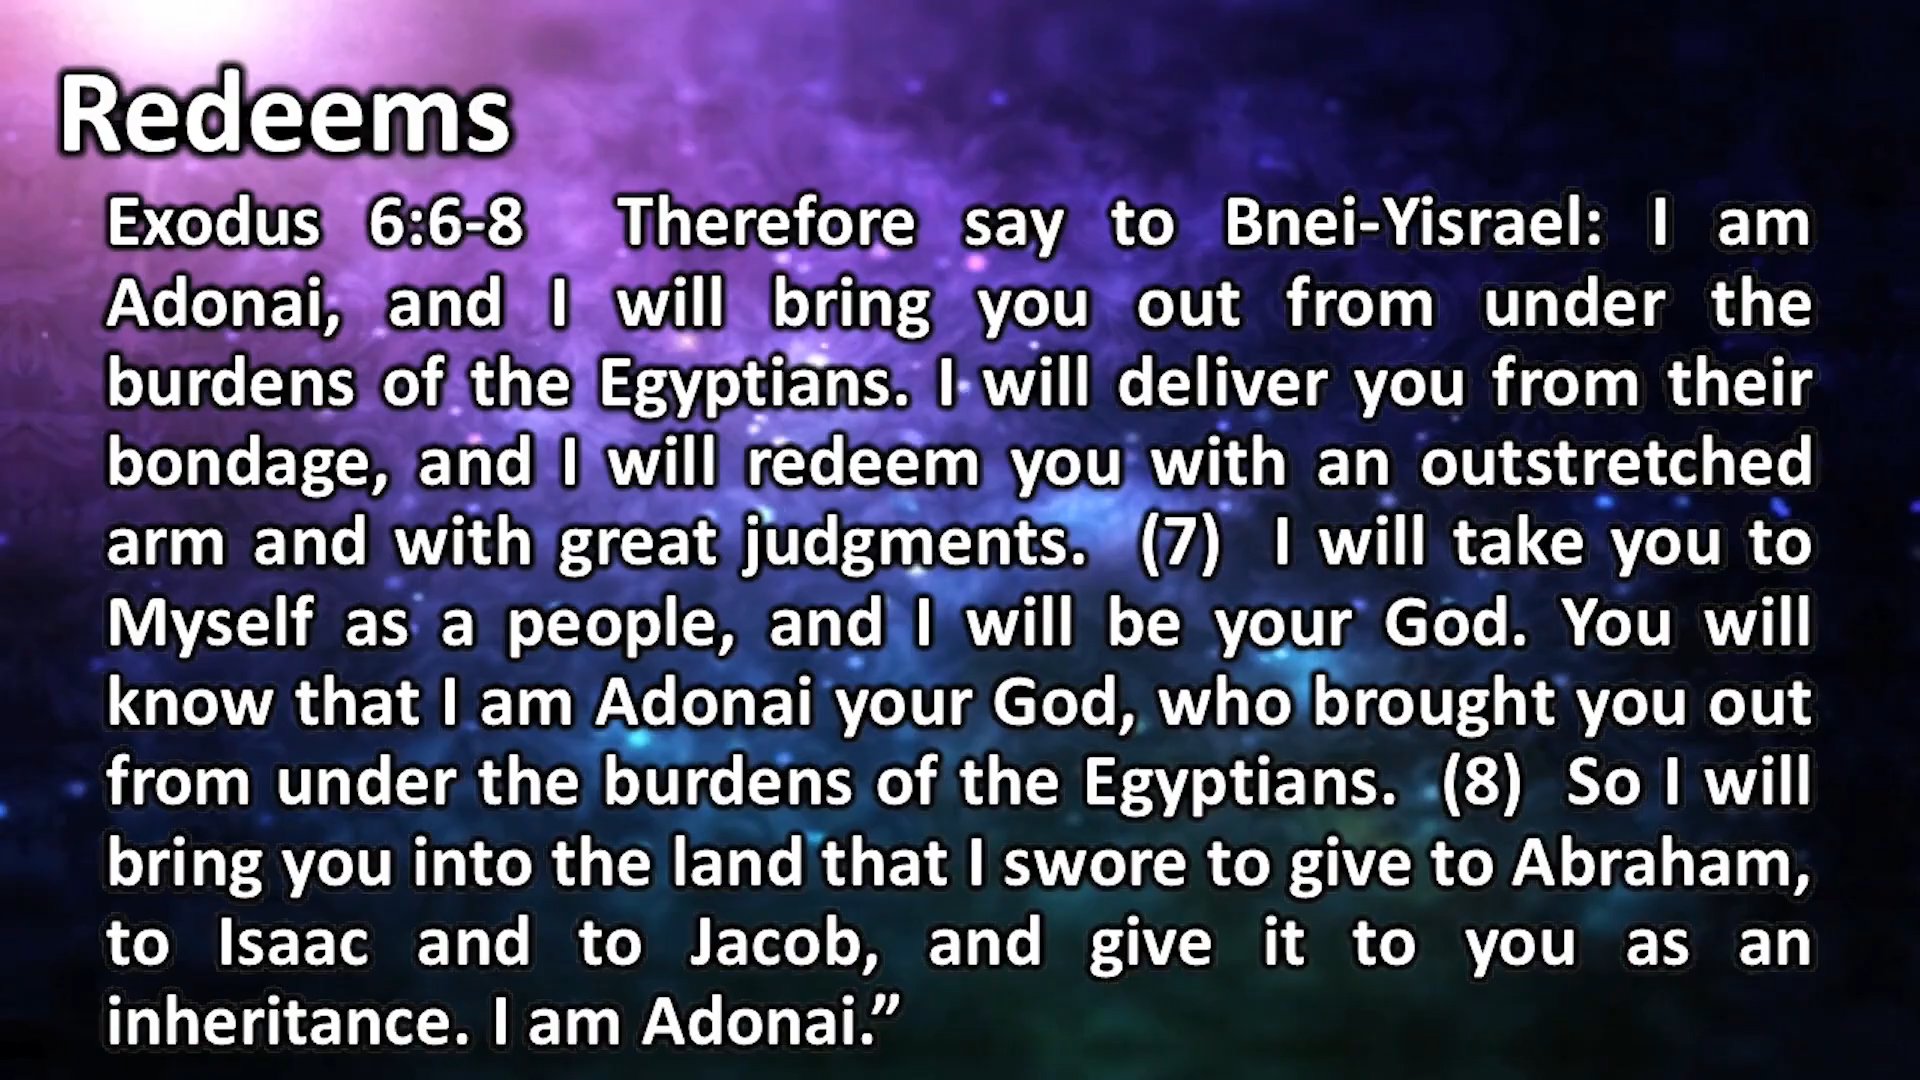 Redeems
Exodus 6:6-8 Therefore say to Bnei-Yisrael: I am
Adonai, and I will bring you out from under the
burdens of the Egyptians. I will deliver you from their
bondage, and I will redeem you with an outstretched
arm and with great judgments. (7) I will take you to
Myself as a people, and I will be your God. You will
know that I am Adonai your God, who brought you out
from under the burdens of the Egyptians. (8) So I will
bring you into the land that I swore to give to Abraham,
to Isaac and to Jacob, and give it to you as an
inheritance. I am Adonai.”